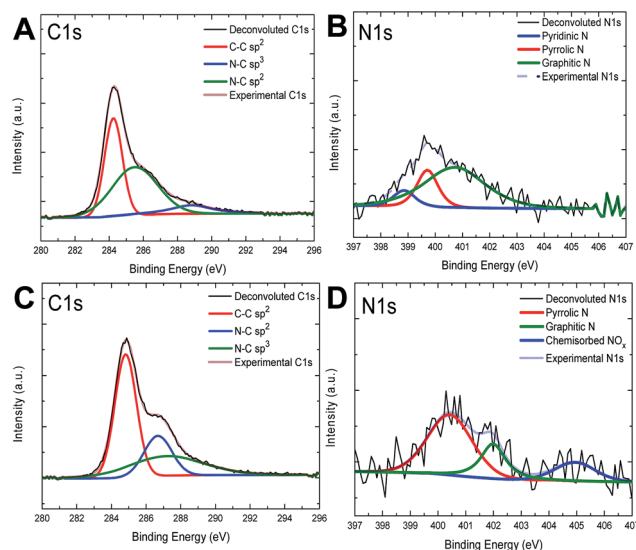 A
C1s
Deconvoluted C1s
C-C sp²
N-C sp³
N-C sp²
Experimental C1s
Intensity (a.u.)
280 282 284 286 288 290 292 294 296
Binding Energy (eV)
B
N1s
Deconvoluted N1s
Pyridinic N
Pyrrolic N
Graphitic N
Experimental N1s
Intensity (a.u.)
397 398 399 400 401 402 403 404 405 406 407
Binding Energy (eV)
C
C1s
Deconvoluted C1s
C-C sp²
N-C sp²
N-C sp³
Experimental C1s
Intensity (a.u.)
280 282 284 286 288 290 292 294 296
Binding Energy (eV)
D
N1s
Deconvoluted N1s
Pyrrolic N
Graphitic N
Chemisorbed NOₓ
Experimental N1s
Intensity (a.u.)
397 398 399 400 401 402 403 404 405 406 407
Binding Energy (eV)